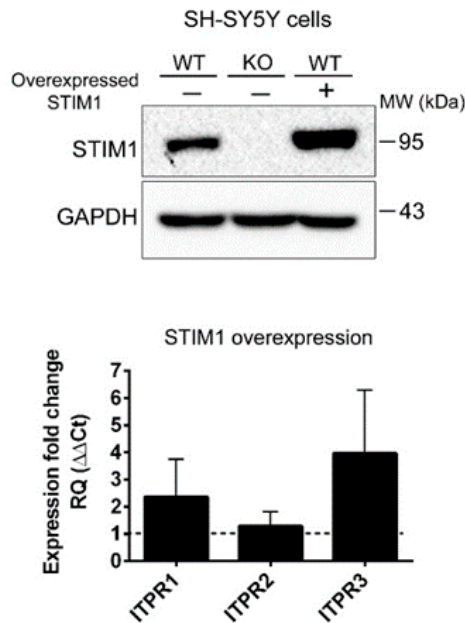 SH-SY5Y cells
WT KO WT
Overexpressed
STIM1 – – + MW (kDa)
STIM1 –95
GAPDH –43
STIM1 overexpression
Expression fold change
RQ (ΔΔCt)
7
6
5
4
3
2
1
0
ITPR1 ITPR2 ITPR3